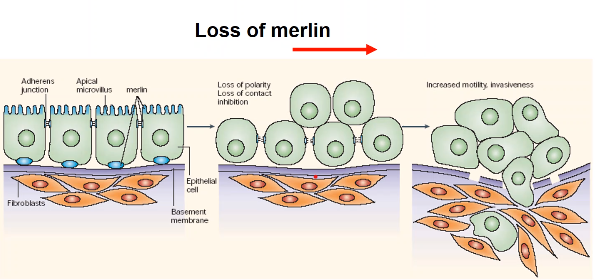 Loss of merlin
Adherens
junction
Apical
microvillus
merlin
Epithelial
cell
Fibroblasts
Basement
membrane
Loss of polarity
Loss of contact
inhibition
Increased motility, invasiveness